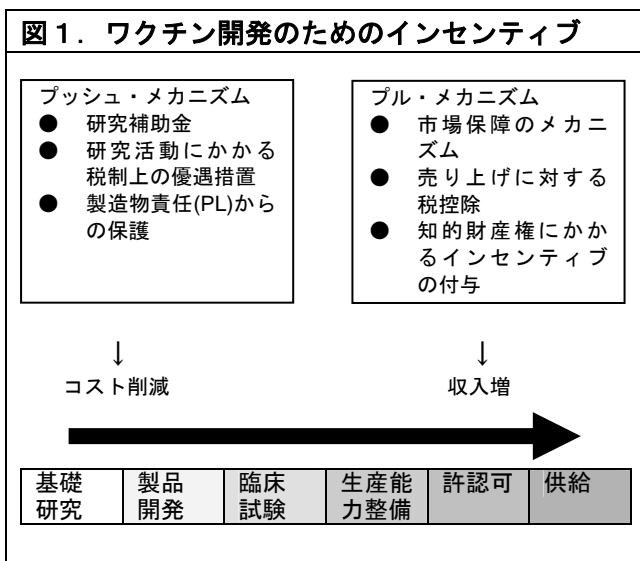 図１．ワクチン開発のためのインセンティブ
プッシュ・メカニズム
● 研究補助金
● 研究活動にかかる
税制上の優遇措置
● 製造物責任(PL)から
の保護
プル・メカニズム
● 市場保障のメカニ
ズム
● 売り上げに対する
税控除
● 知的財産権にかか
るインセンティブ
の付与
↓
コスト削減
↓
収入増
基礎
研究
製品
開発
臨床
試験
生産能
力整備
許認可
供給